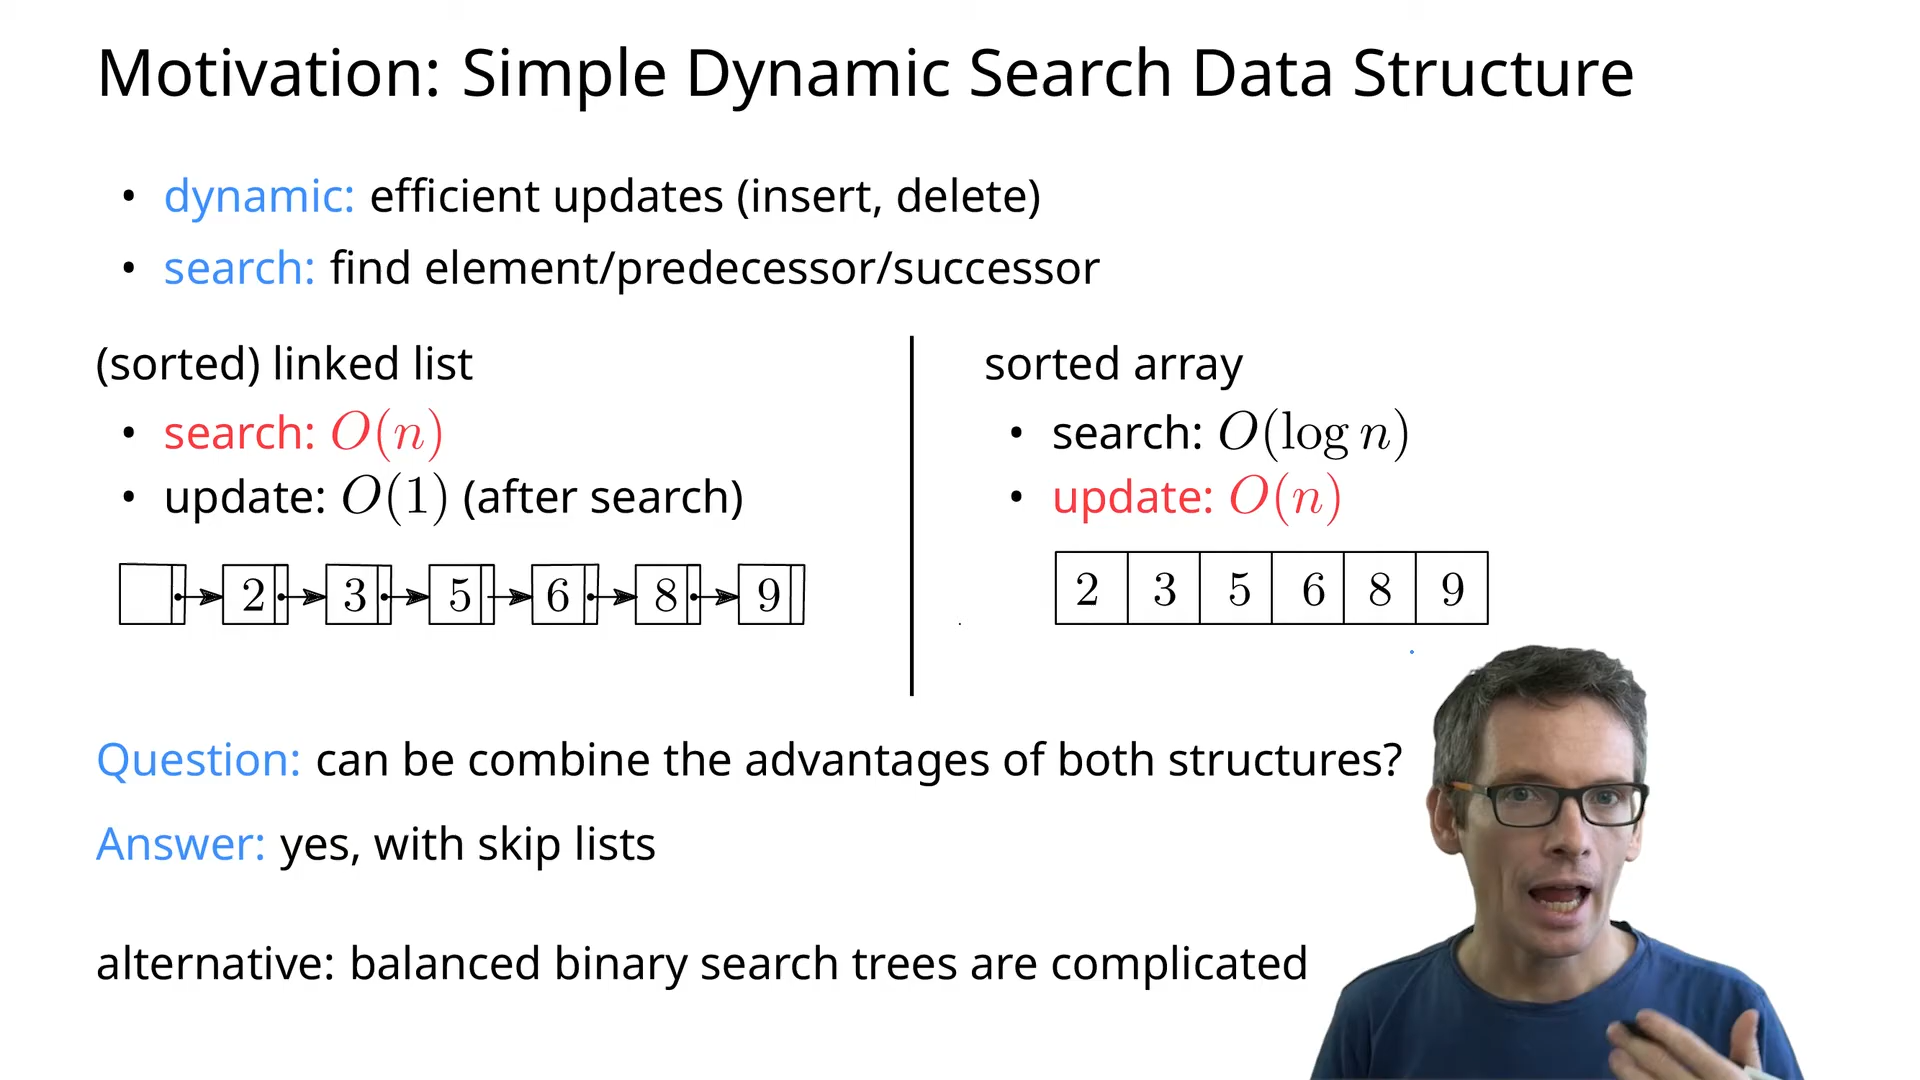 Motivation: Simple Dynamic Search Data Structure
• dynamic: efficient updates (insert, delete)
• search: find element/predecessor/successor
(sorted) linked list
• search: O(n)
• update: O(1) (after search)
2 3 5 6 8 9
sorted array
• search: O(log n)
• update: O(n)
2 3 5 6 8 9
Question: can be combine the advantages of both structures?
Answer: yes, with skip lists
alternative: balanced binary search trees are complicated